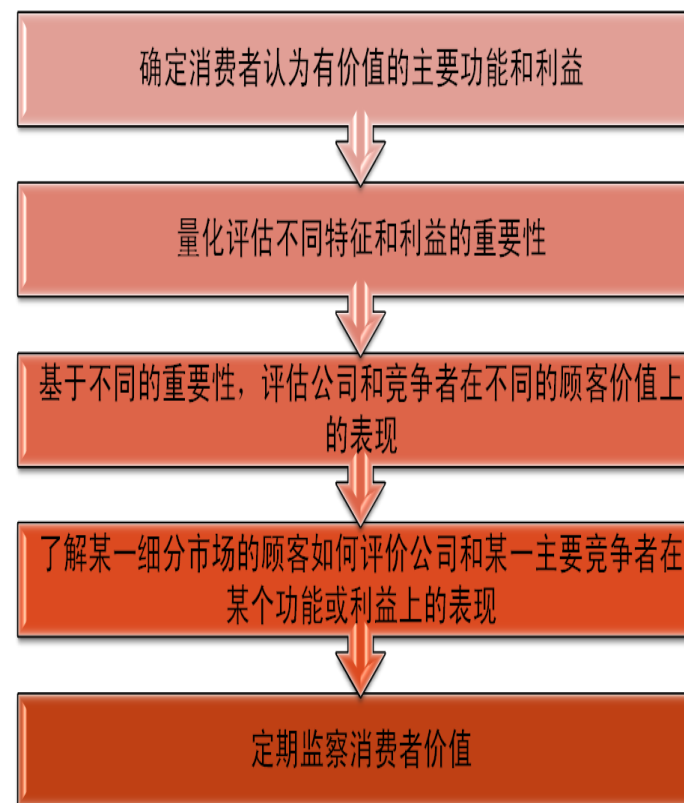 确定消费者认为有价值的主要功能和利益
量化评估不同特征和利益的重要性
基于不同的重要性，评估公司和竞争者在不同的顾客价值上
的表现
了解某一细分市场的顾客如何评价公司和某一主要竞争者在
某个功能或利益上的表现
定期监察消费者价值